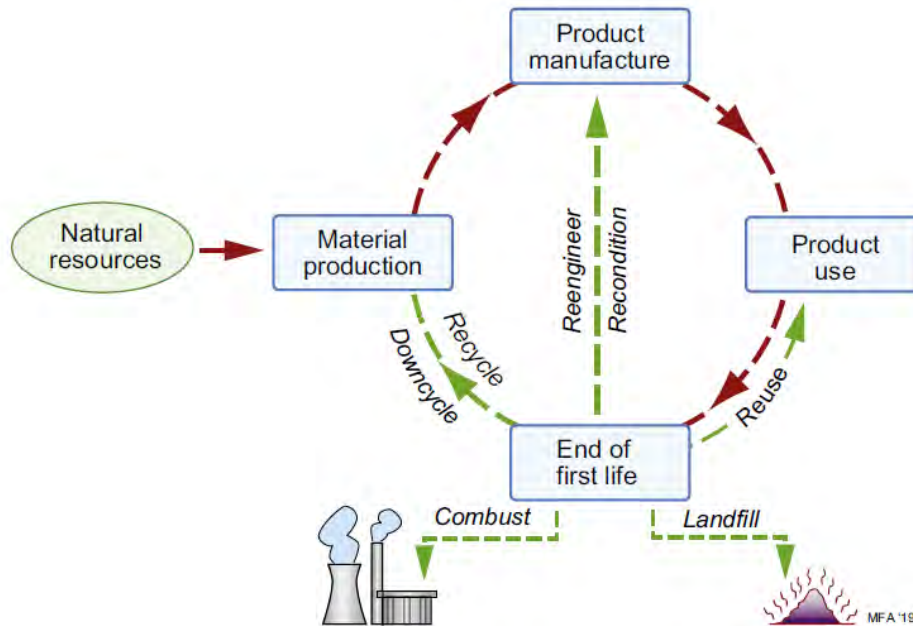 Product
manufacture
Natural
resources
Material
production
Product
use
Reengineer
Recondition
Recycle
Downcycle
Reuse
End of
first life
Combust
Landfill
MFA '19